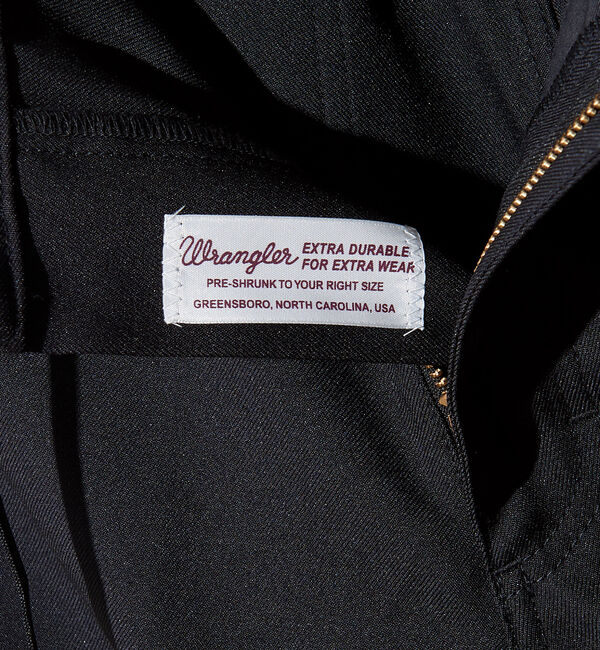 Wrangler EXTRA DURABLE
FOR EXTRA WEAR
PRE-SHRUNK TO YOUR RIGHT SIZE
GREENSBORO, NORTH CAROLINA, USA